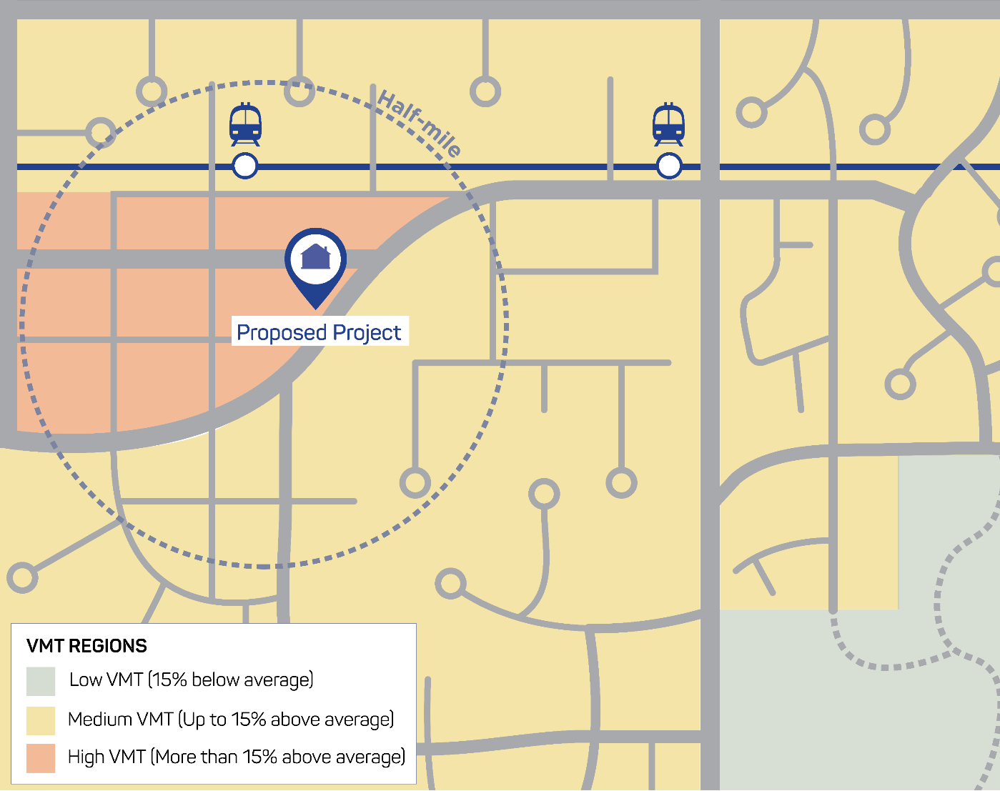 Half-mile
Proposed Project
VMT REGIONS
Low VMT (15% below average)
Medium VMT (Up to 15% above average)
High VMT (More than 15% above average)